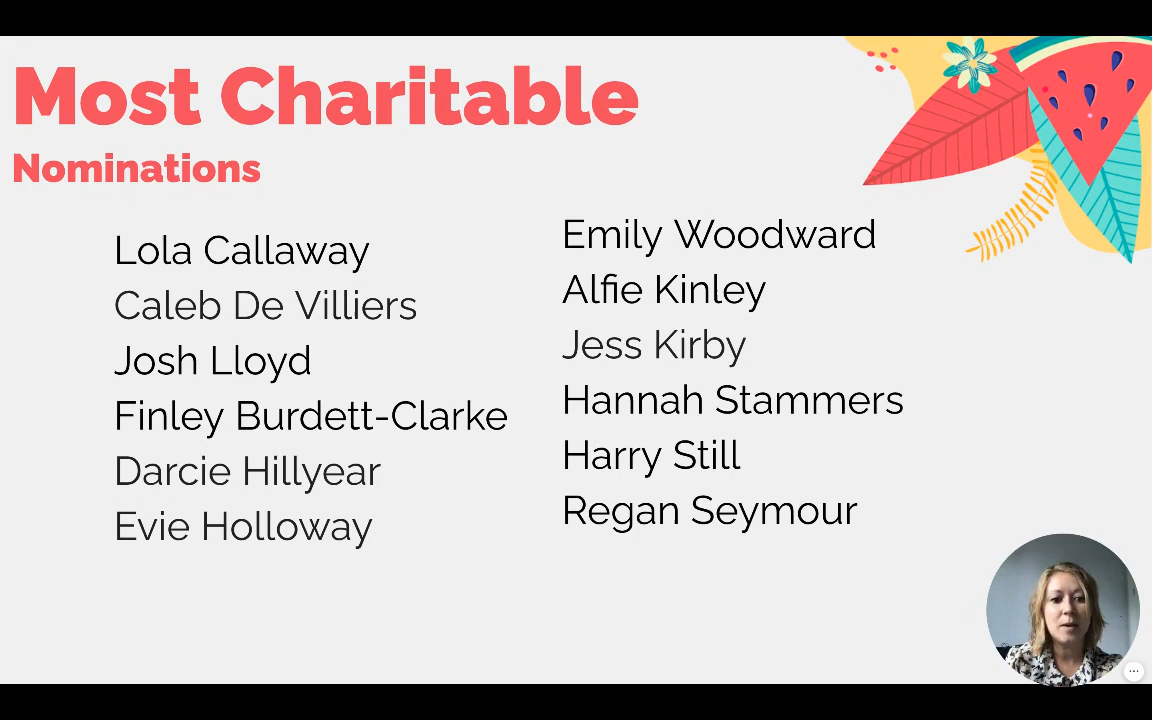 Most Charitable
Nominations
Lola Callaway
Caleb De Villiers
Josh Lloyd
Finley Burdett-Clarke
Darcie Hillyear
Evie Holloway
Emily Woodward
Alfie Kinley
Jess Kirby
Hannah Stammers
Harry Still
Regan Seymour